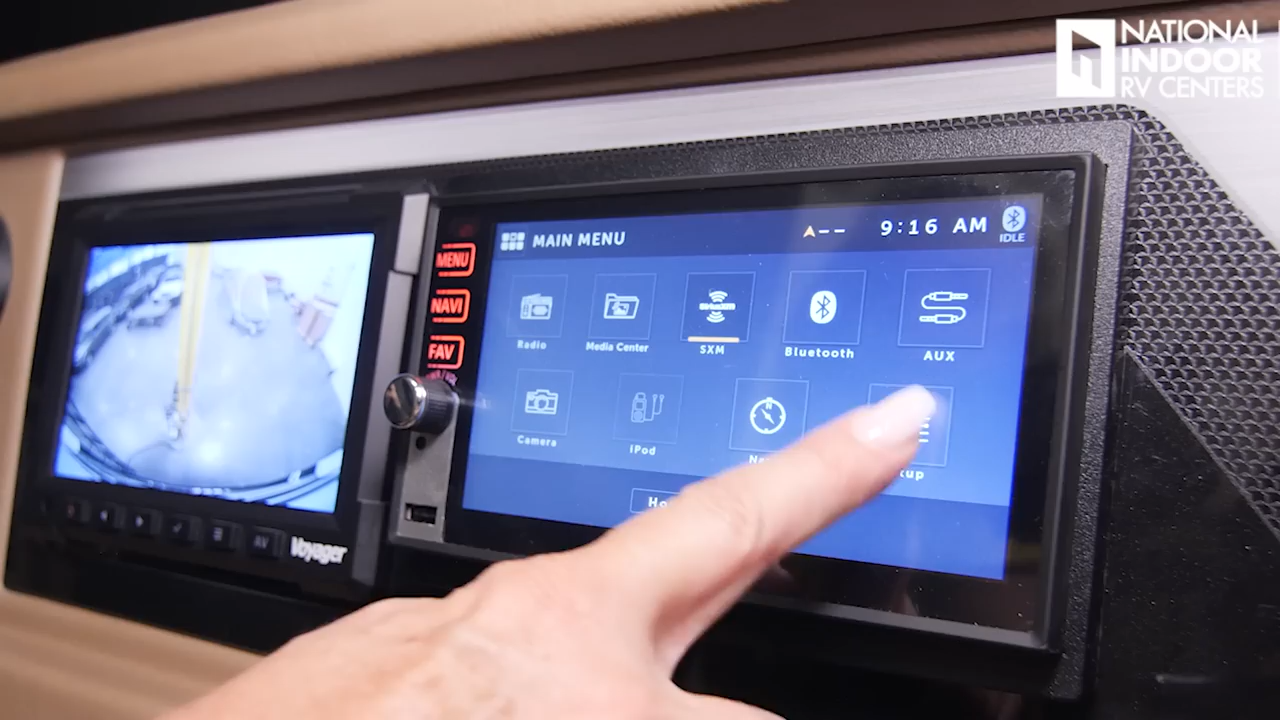 NATIONAL
INDOOR
RV CENTERS
MAIN MENU
9:16 AM
IDLE
MENU
NAVI
FAV
Radio
Media Center
SXM
Bluetooth
AUX
Camera
iPod
AV
Voyager